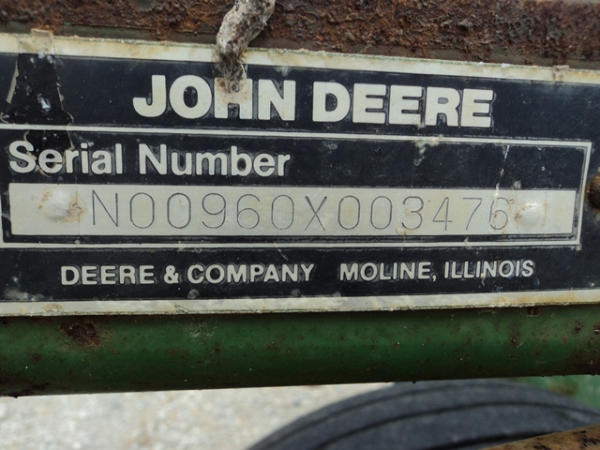 JOHN DEERE
Serial Number
N00960X003476
DEERE & COMPANY MOLINE, ILLINOIS